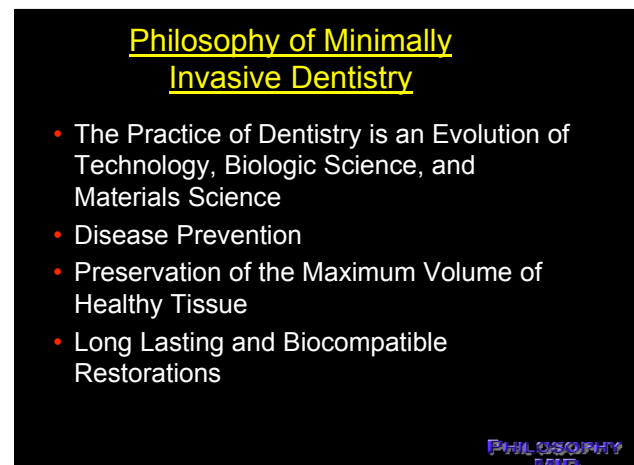 Philosophy of Minimally
Invasive Dentistry
• The Practice of Dentistry is an Evolution of
Technology, Biologic Science, and
Materials Science
• Disease Prevention
• Preservation of the Maximum Volume of
Healthy Tissue
• Long Lasting and Biocompatible
Restorations
PHILOSOPHY